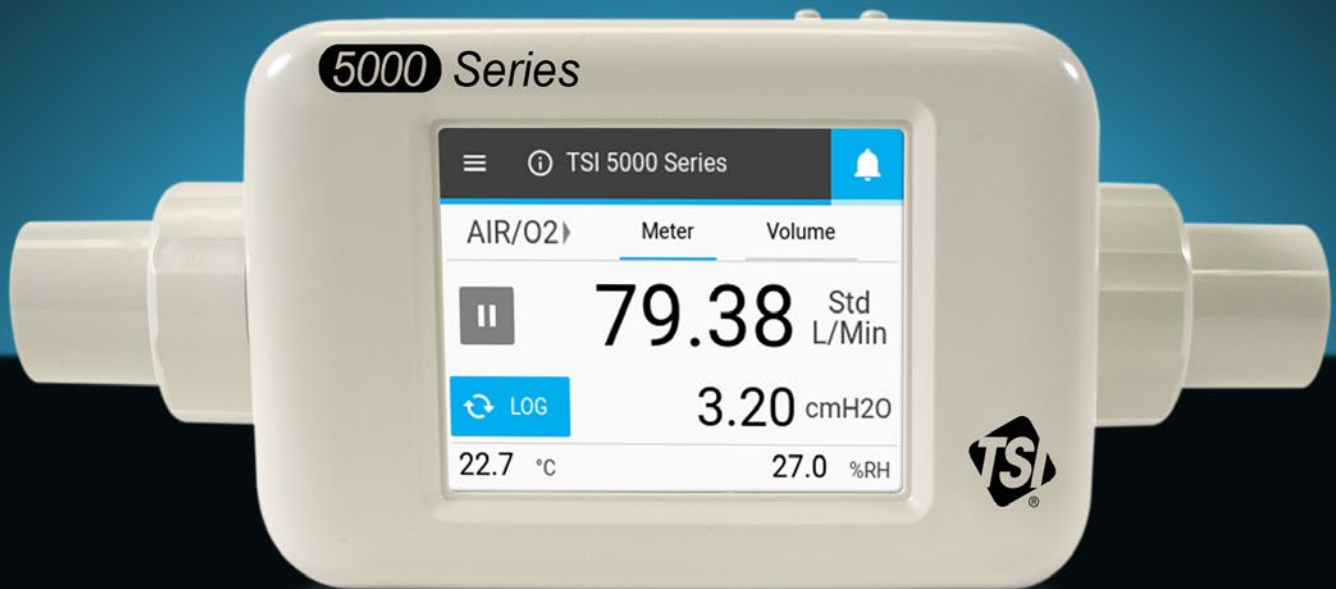 5000 Series
TSI 5000 Series
AIR/O2
Meter
Volume
79.38 Std L/Min
LOG
3.20 cmH2O
22.7 °C
27.0 %RH
TSI
®